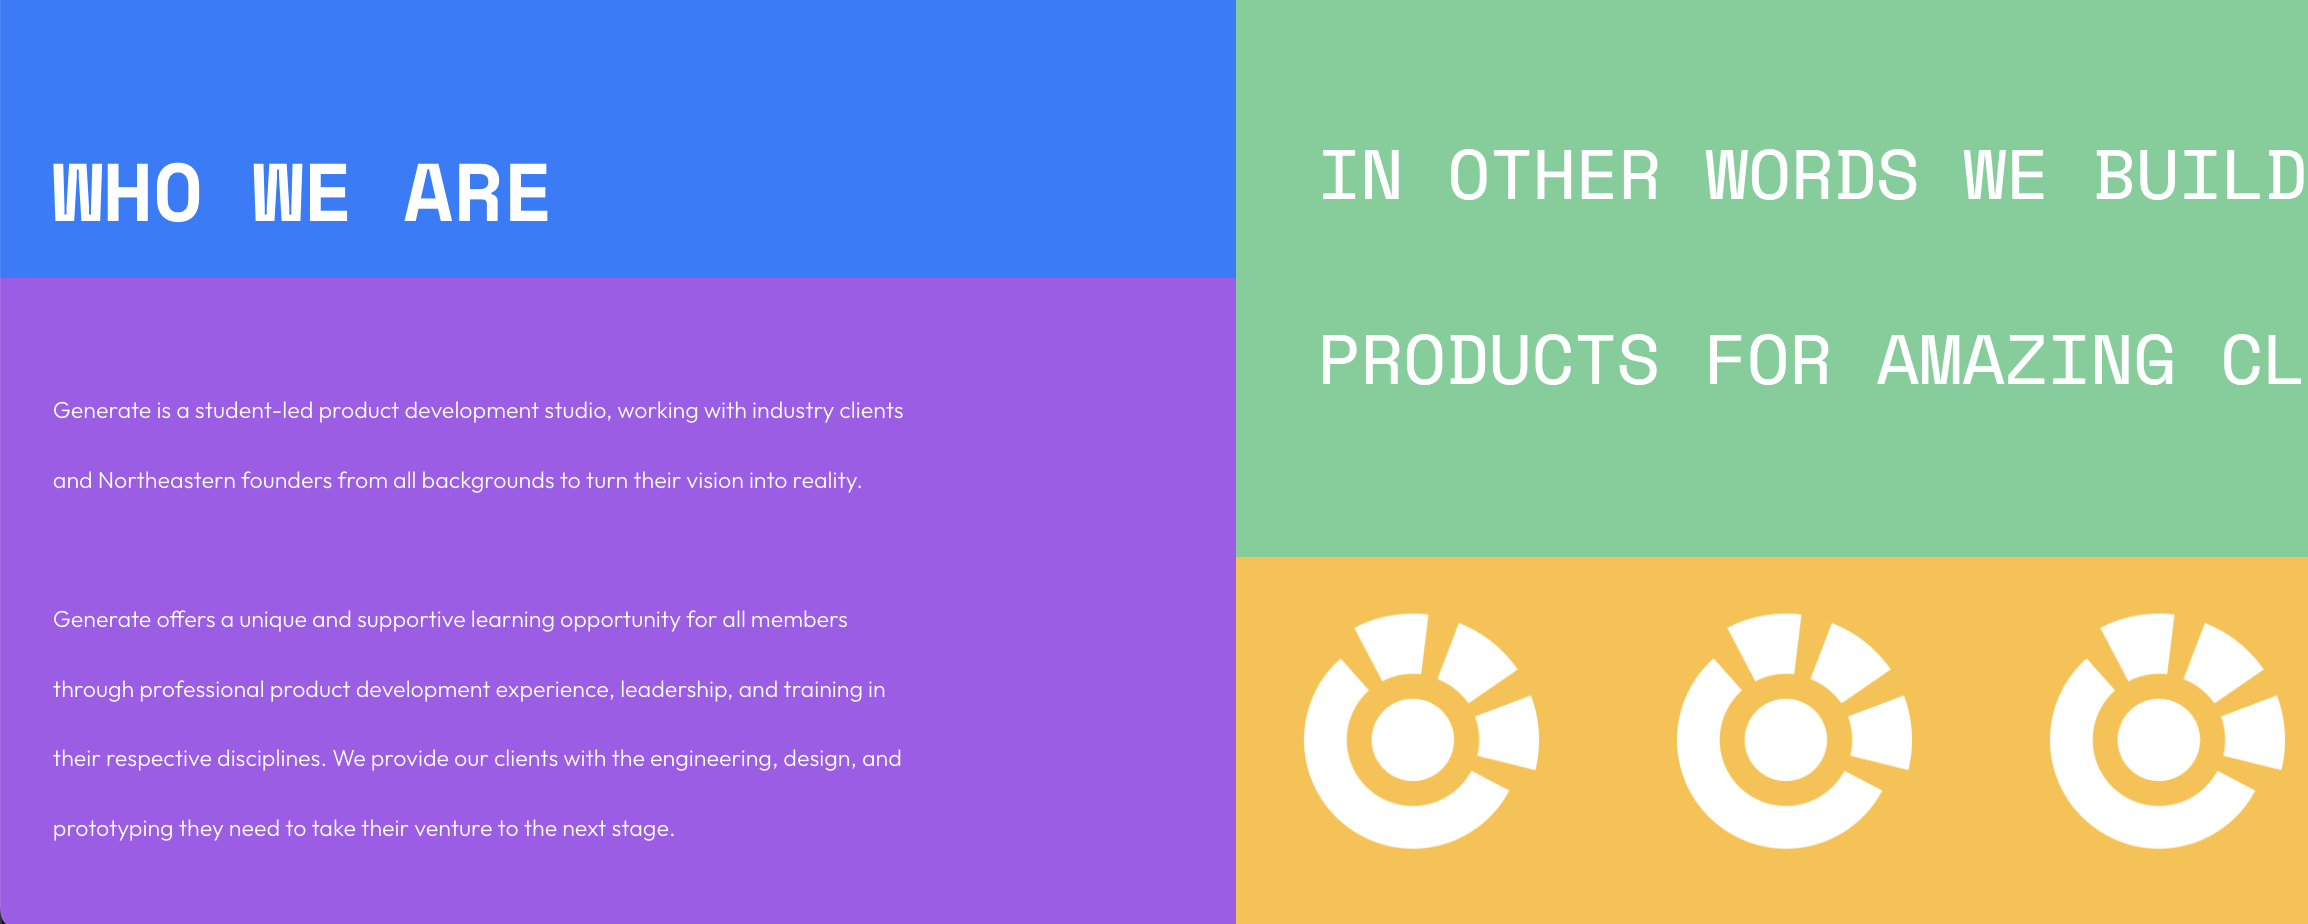 WHO WE ARE
Generate is a student-led product development studio, working with industry clients
and Northeastern founders from all backgrounds to turn their vision into reality.
Generate offers a unique and supportive learning opportunity for all members
through professional product development experience, leadership, and training in
their respective disciplines. We provide our clients with the engineering, design, and
prototyping they need to take their venture to the next stage.
IN OTHER WORDS WE BUILD
PRODUCTS FOR AMAZING CL